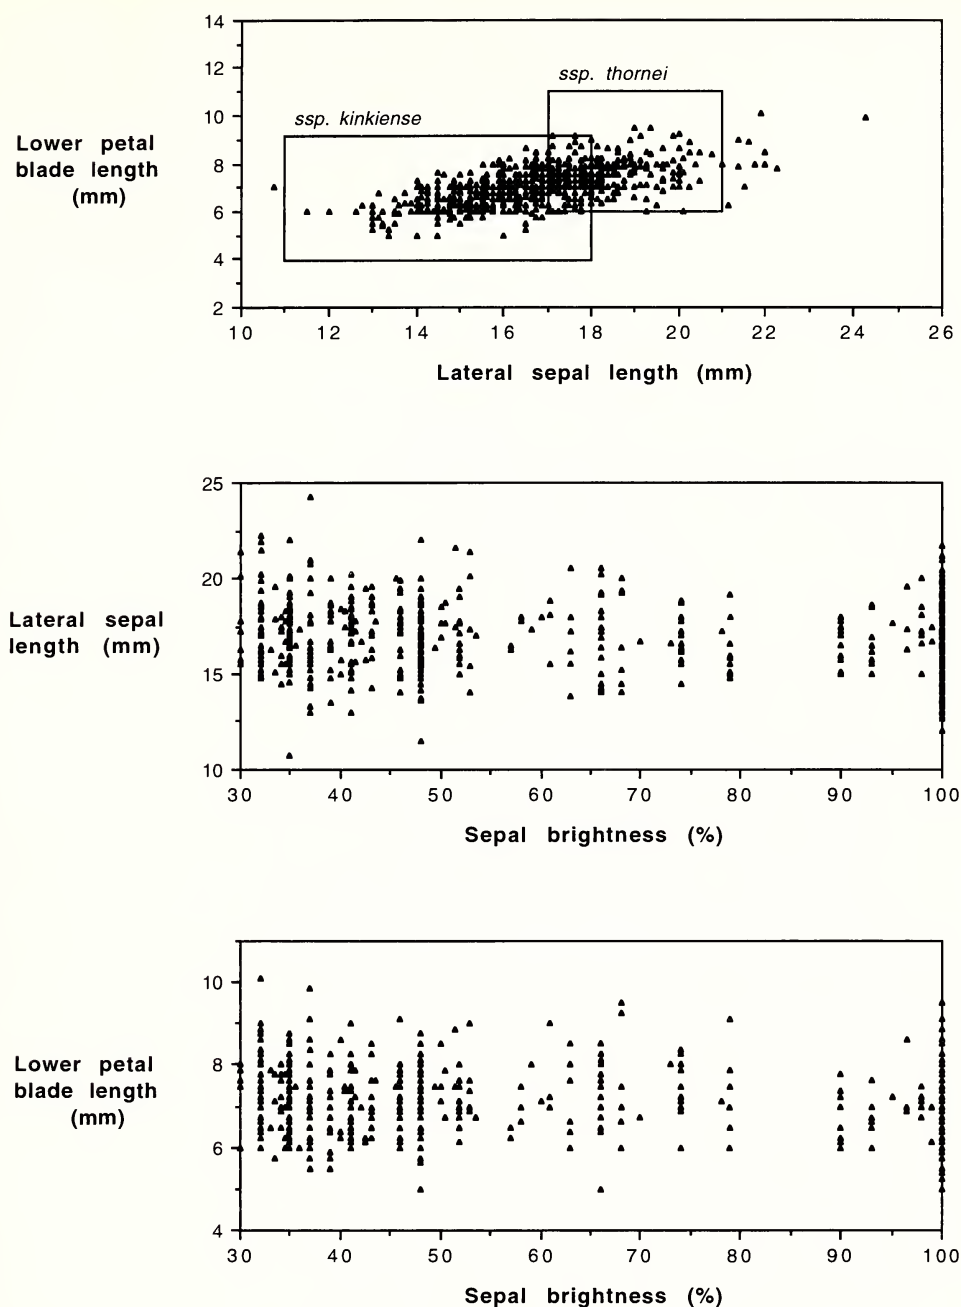 14
12
10
8
6
4
2
ssp. thornei
ssp. kinkiense
Lower petal
blade length
(mm)
10 12 14 16 18 20 22 24 26
Lateral sepal length (mm)
25
20
15
10
Lateral sepal
length (mm)
30 40 50 60 70 80 90 100
Sepal brightness (%)
10
8
6
4
Lower petal
blade length
(mm)
30 40 50 60 70 80 90 100
Sepal brightness (%)